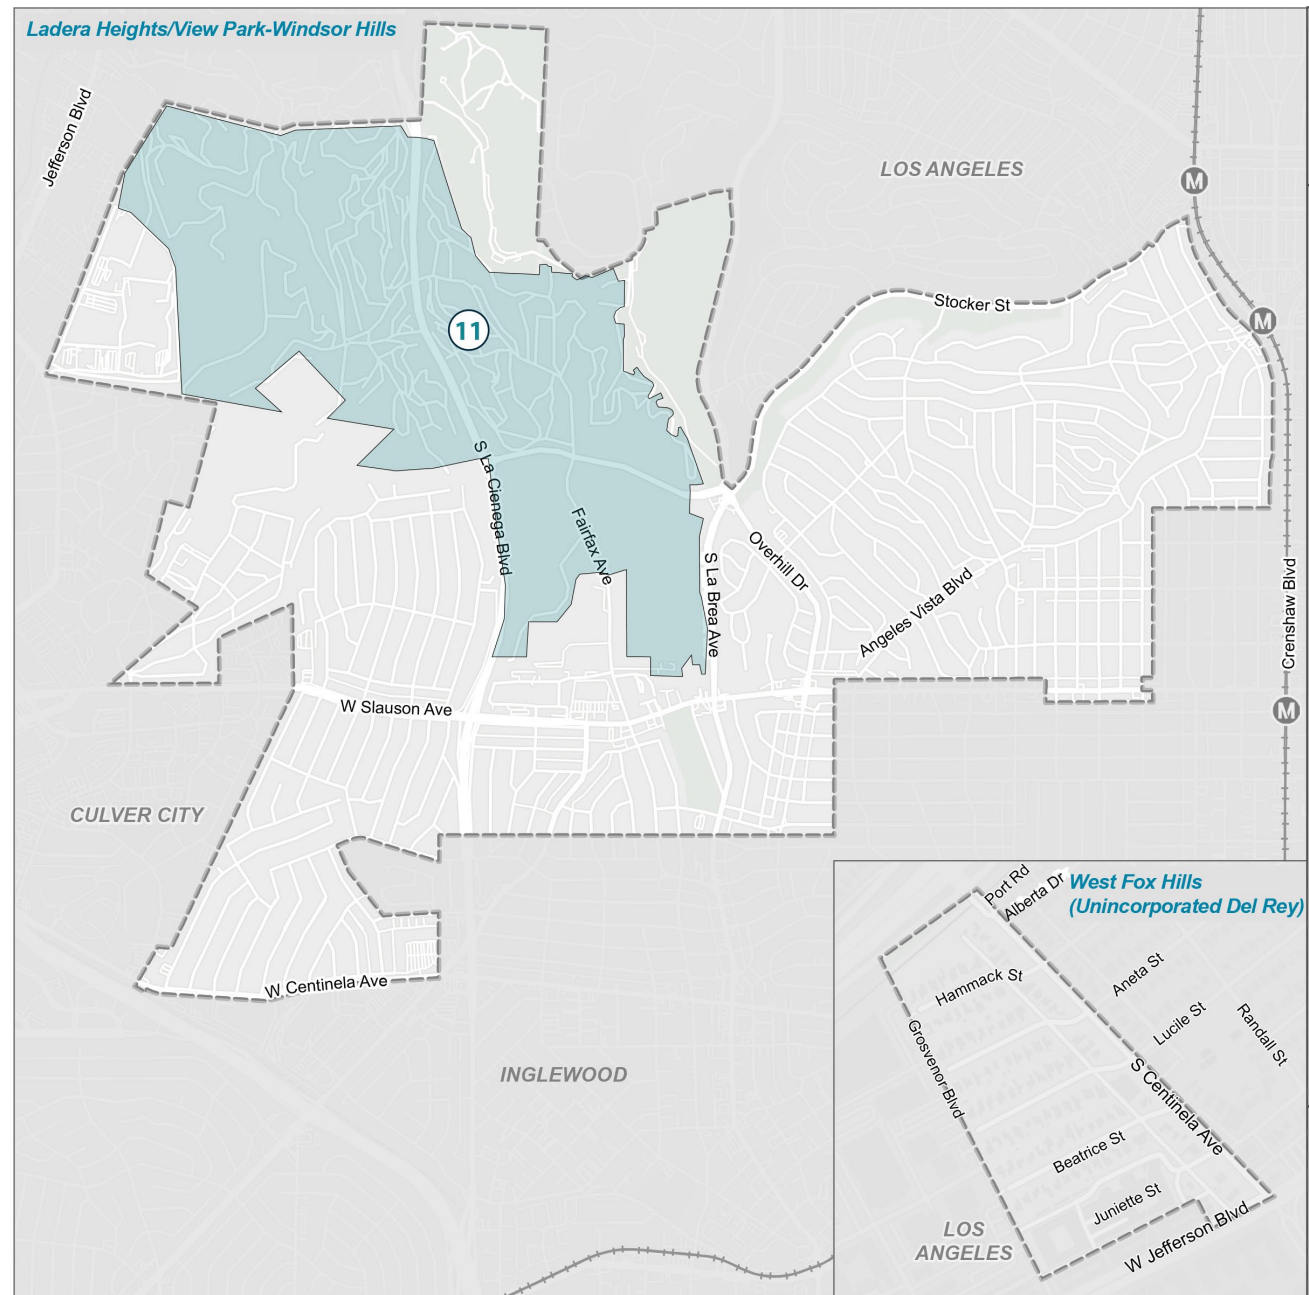 Ladera Heights/View Park-Windsor Hills
Jefferson Blvd
LOS ANGELES
M
Stocker St
M
11
S La Cienega Blvd
Fairfax Ave
S La Brea Ave
Overhill Dr
Angeles Vista Blvd
Crenshaw Blvd
W Slauson Ave
M
CULVER CITY
W Centinela Ave
INGLEWOOD
West Fox Hills
(Unincorporated Del Rey)
Port Rd
Alberta Dr
Hammack St
Aneta St
Lucile St
Randall St
Grosvenor Blvd
S Centinela Ave
Beatrice St
Juniette St
W Jefferson Blvd
LOS
ANGELES